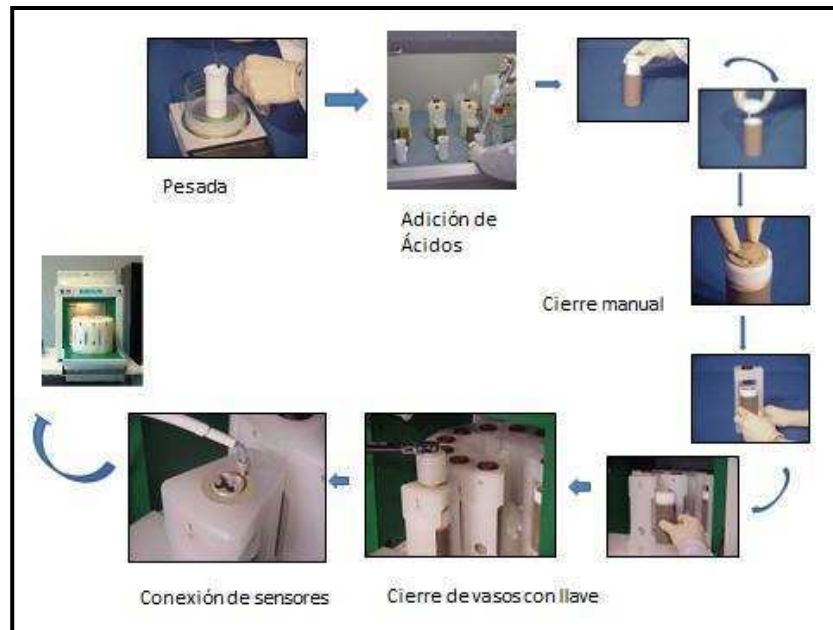 Pesada
Adición de
Ácidos
Cierre manual
Conexión de sensores
Cierre de vasos con llave